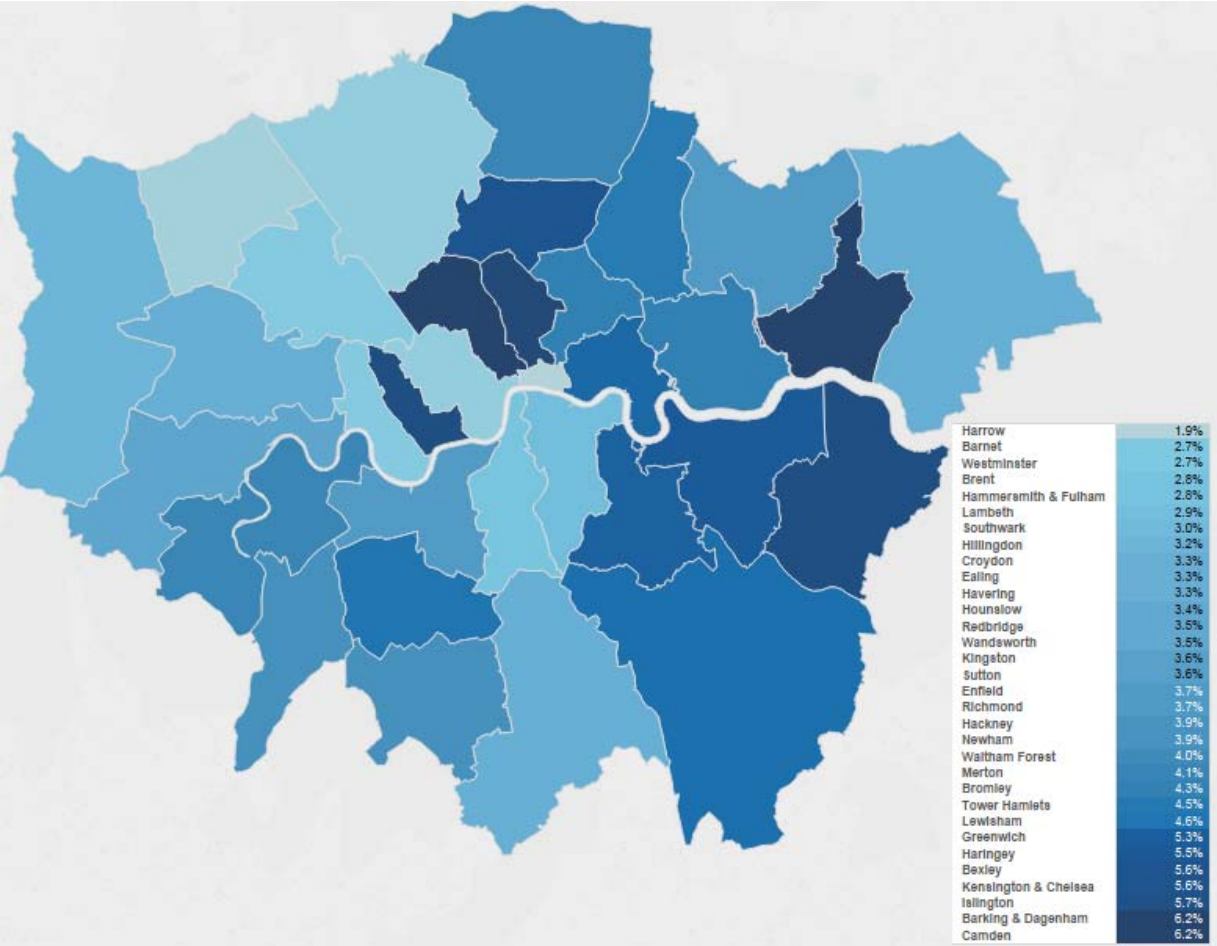 Harrow 1.9%
Barnet 2.7%
Westminster 2.7%
Brent 2.8%
Hammersmith & Fulham 2.8%
Lambeth 2.9%
Southwark 3.0%
Hillingdon 3.2%
Croydon 3.3%
Ealing 3.3%
Havering 3.3%
Hounslow 3.4%
Redbridge 3.5%
Wandsworth 3.5%
Kingston 3.6%
Sutton 3.6%
Enfield 3.7%
Richmond 3.7%
Hackney 3.9%
Newham 3.9%
Waltham Forest 4.0%
Merton 4.1%
Bromley 4.3%
Tower Hamlets 4.5%
Lewisham 4.6%
Greenwich 5.3%
Haringey 5.5%
Bexley 5.6%
Kensington & Chelsea 5.6%
Islington 5.7%
Barking & Dagenham 6.2%
Camden 6.2%